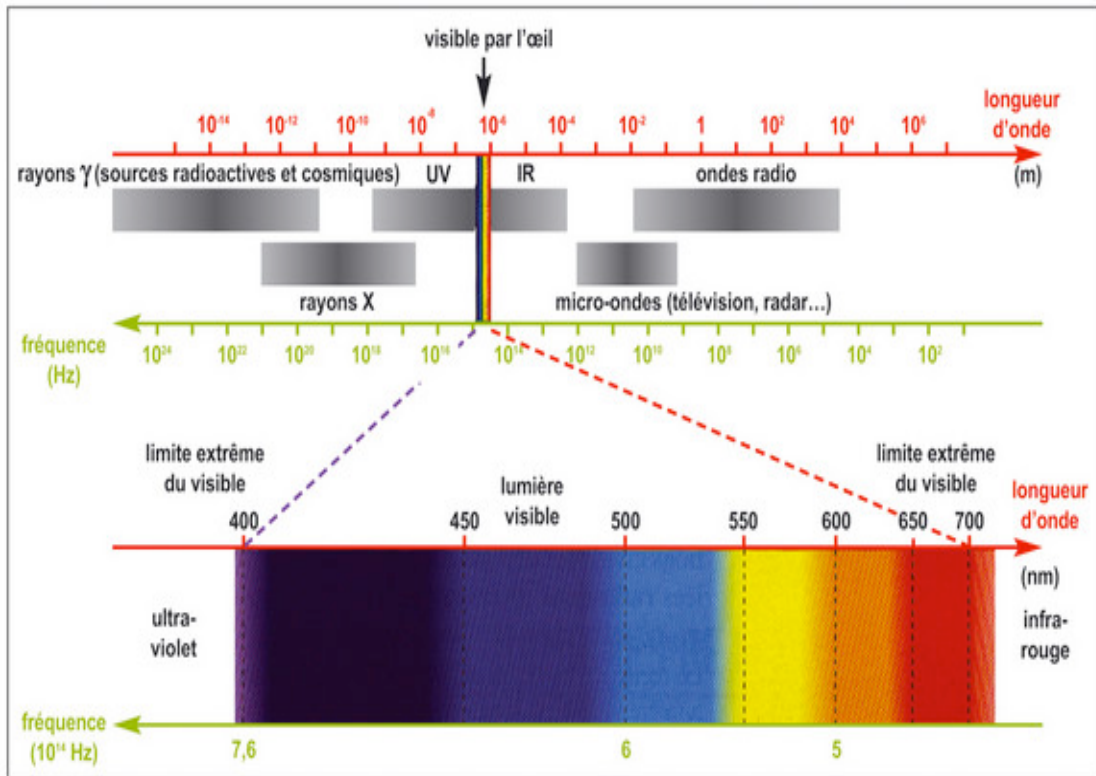 visible par l'œil
longueur
d'onde
10⁻¹⁴ 10⁻¹² 10⁻¹⁰ 10⁻⁸ 10⁻⁶ 10⁻⁴ 10⁻² 1 10² 10⁴ 10⁶
(m)
rayons γ (sources radioactives et cosmiques) UV IR ondes radio
rayons X micro-ondes (télévision, radar...)
fréquence
(Hz)
10²⁴ 10²² 10²⁰ 10¹⁸ 10¹⁶ 10¹⁴ 10¹² 10¹⁰ 10⁸ 10⁶ 10⁴ 10²
limite extrême
du visible
lumière
visible
limite extrême
du visible
longueur
d'onde
400 450 500 550 600 650 700
(nm)
ultra-
violet
infra-
rouge
fréquence
(10¹⁴ Hz)
7,6 6 5